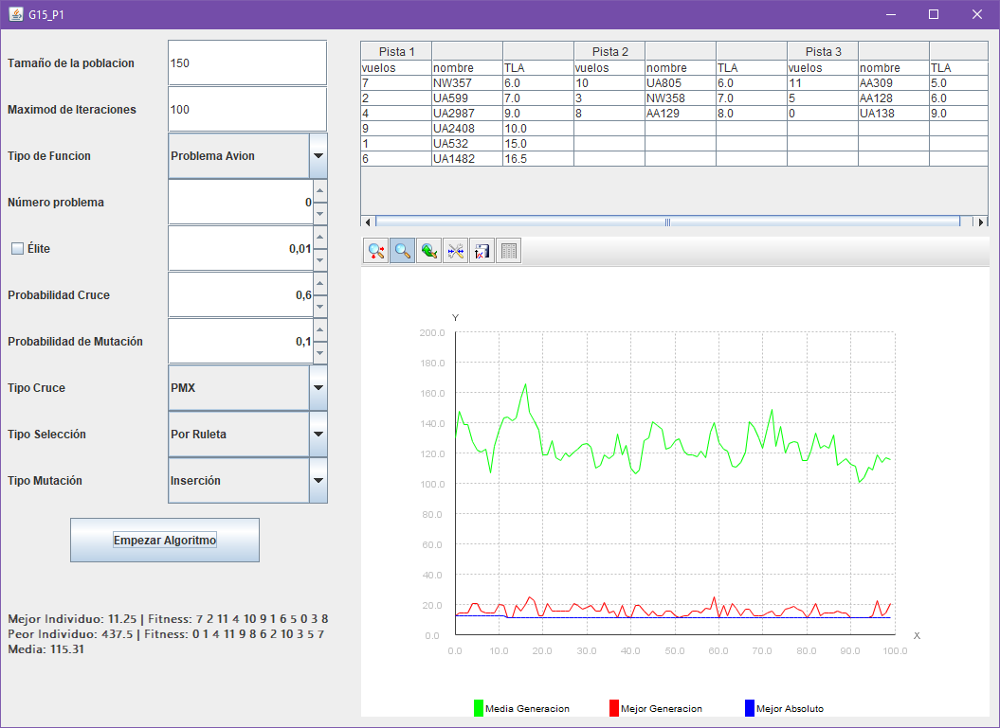 G15_P1
Tamaño de la poblacion 150
Maximod de Iteraciones 100
Tipo de Funcion Problema Avion
Número problema 0
Élite 0,01
Probabilidad Cruce 0,6
Probabilidad de Mutación 0,1
Tipo Cruce PMX
Tipo Selección Por Ruleta
Tipo Mutación Inserción
Empezar Algoritmo
Mejor Individuo: 11.25 | Fitness: 7 2 11 4 10 9 1 6 5 0 3 8
Peor Individuo: 437.5 | Fitness: 0 1 4 11 9 8 6 2 10 3 5 7
Media: 115.31
Pista 1 Pista 2 Pista 3
vuelos nombre TLA vuelos nombre TLA vuelos nombre TLA
7 NW357 6.0 10 UA805 6.0 11 AA309 5.0
2 UA599 7.0 3 NW358 7.0 5 AA128 6.0
4 UA2987 9.0 8 AA129 8.0 0 UA138 9.0
9 UA2408 10.0
1 UA532 15.0
6 UA1482 16.5
Y
200.0
180.0
160.0
140.0
120.0
100.0
80.0
60.0
40.0
20.0
0.0
X
0.0 10.0 20.0 30.0 40.0 50.0 60.0 70.0 80.0 90.0 100.0
Media Generacion Mejor Generacion Mejor Absoluto